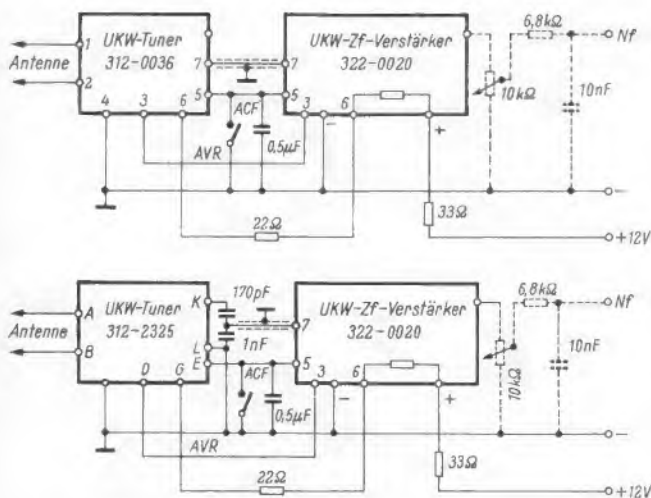 1
Antenne
2
UKW-Tuner
312-0036
7
5
4
3
6
ACF
AVR
0,5µF
22Ω
UKW-Zf-Verstärker
322-0020
7
5
3
–
6
+
33Ω
10kΩ
6,8kΩ
10nF
Nf
–
+12V
A
Antenne
B
UKW-Tuner
312-2325
K
L
E
D
G
170pF
1nF
ACF
AVR
0,5µF
22Ω
UKW-Zf-Verstärker
322-0020
7
5
3
–
6
+
33Ω
10kΩ
6,8kΩ
10nF
Nf
–
+12V